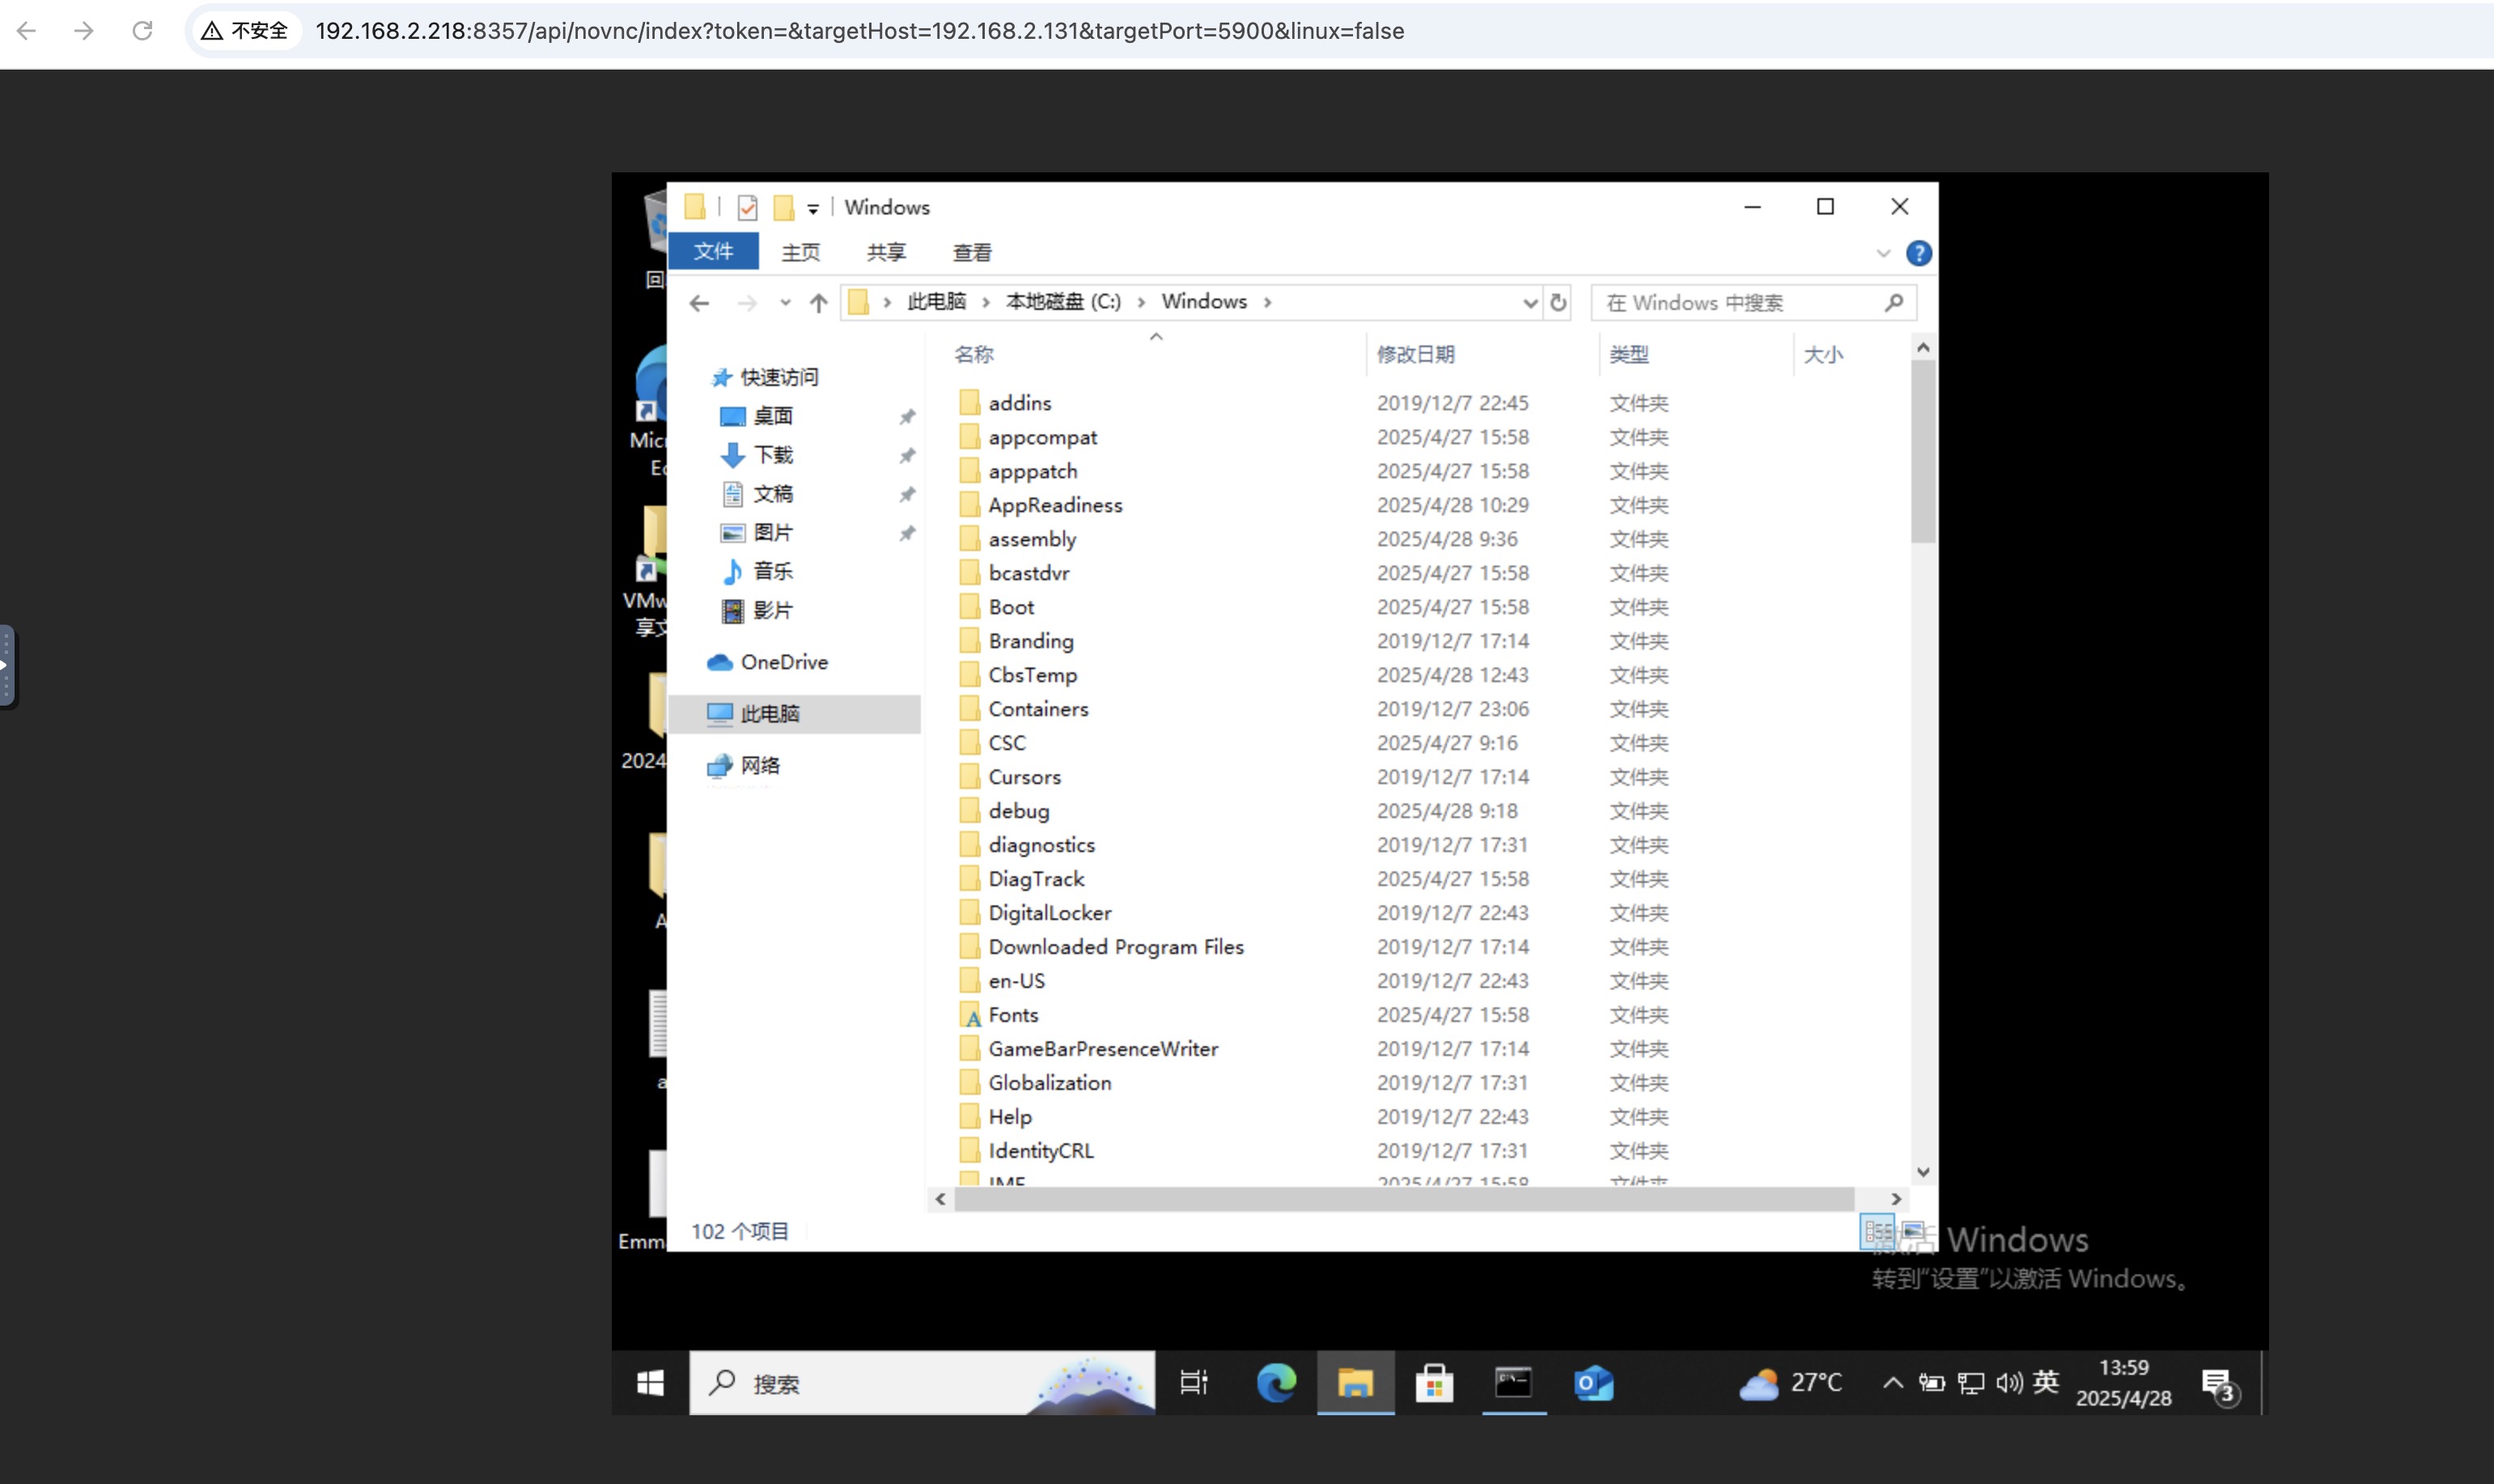 不安全 192.168.2.218:8357/api/novnc/index?token=&targetHost=192.168.2.131&targetPort=5900&linux=false
Windows
文件 主页 共享 查看
此电脑 本地磁盘 (C:) Windows 在 Windows 中搜索
名称 修改日期 类型 大小
快速访问
桌面
下载
文稿
图片
音乐
影片
OneDrive
此电脑
网络
addins 2019/12/7 22:45 文件夹
appcompat 2025/4/27 15:58 文件夹
apppatch 2025/4/27 15:58 文件夹
AppReadiness 2025/4/28 10:29 文件夹
assembly 2025/4/28 9:36 文件夹
bcastdvr 2025/4/27 15:58 文件夹
Boot 2025/4/27 15:58 文件夹
Branding 2019/12/7 17:14 文件夹
CbsTemp 2025/4/28 12:43 文件夹
Containers 2019/12/7 23:06 文件夹
CSC 2025/4/27 9:16 文件夹
Cursors 2019/12/7 17:14 文件夹
debug 2025/4/28 9:18 文件夹
diagnostics 2019/12/7 17:31 文件夹
DiagTrack 2025/4/27 15:58 文件夹
DigitalLocker 2019/12/7 22:43 文件夹
Downloaded Program Files 2019/12/7 17:14 文件夹
en-US 2019/12/7 22:43 文件夹
Fonts 2025/4/27 15:58 文件夹
GameBarPresenceWriter 2019/12/7 17:14 文件夹
Globalization 2019/12/7 17:31 文件夹
Help 2019/12/7 22:43 文件夹
IdentityCRL 2019/12/7 17:31 文件夹
IME 2025/4/27 15:58 文件夹
102 个项目
回
Mic
VMw
享
2024
A
a
Emm
Windows
转到“设置”以激活 Windows。
搜索
27°C
英
13:59
2025/4/28
3